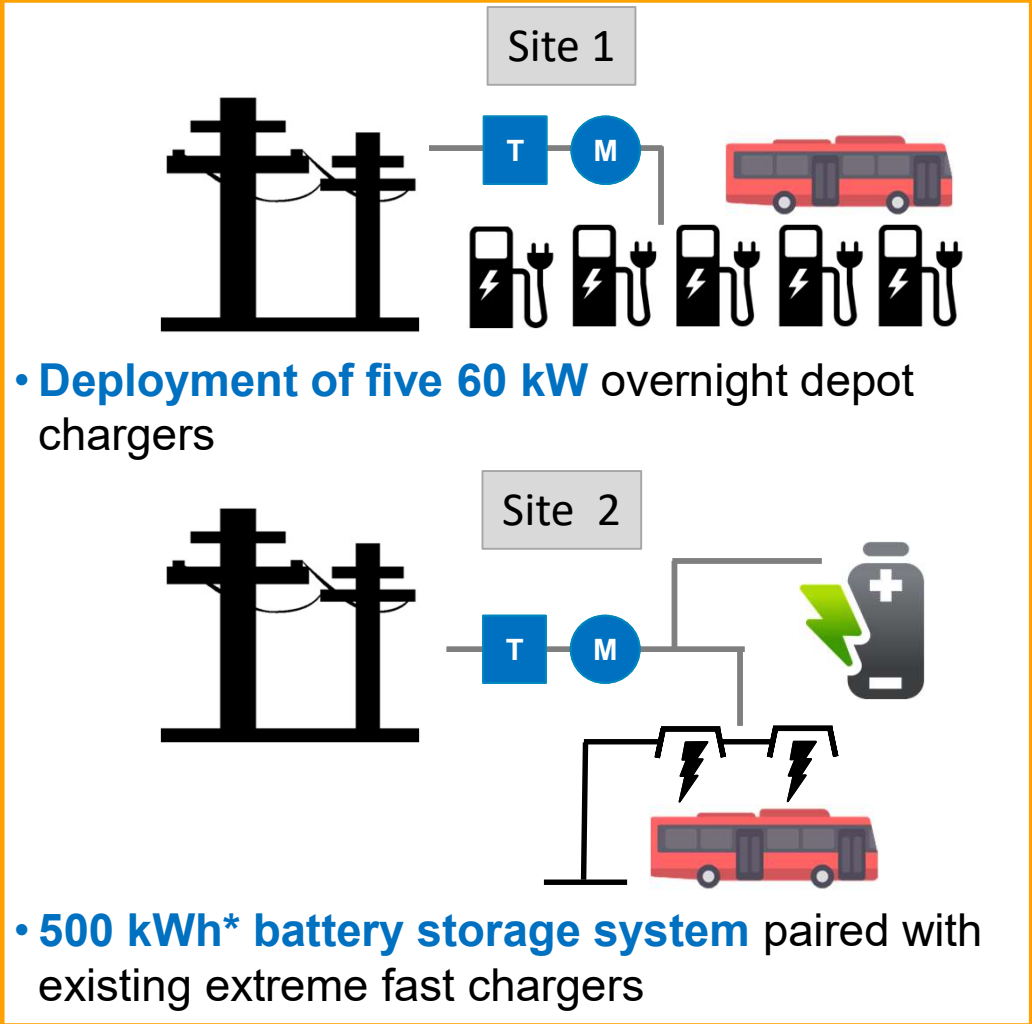 Site 1
T M
• Deployment of five 60 kW overnight depot
chargers
Site 2
T M
• 500 kWh* battery storage system paired with
existing extreme fast chargers